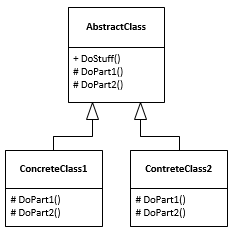 AbstractClass
+ DoStuff()
# DoPart1()
# DoPart2()
ConcreteClass1
# DoPart1()
# DoPart2()
ContreteClass2
# DoPart1()
# DoPart2()